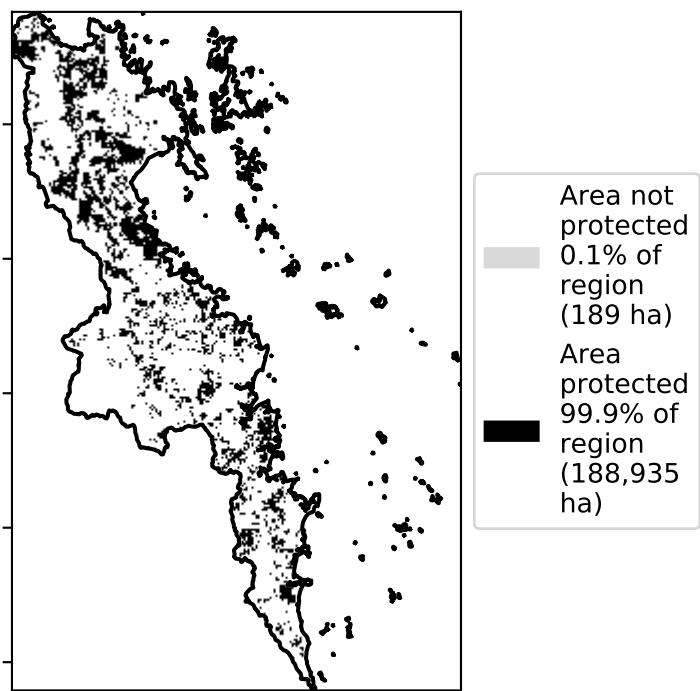 Area not
protected
0.1% of
region
(189 ha)
Area
protected
99.9% of
region
(188,935
ha)